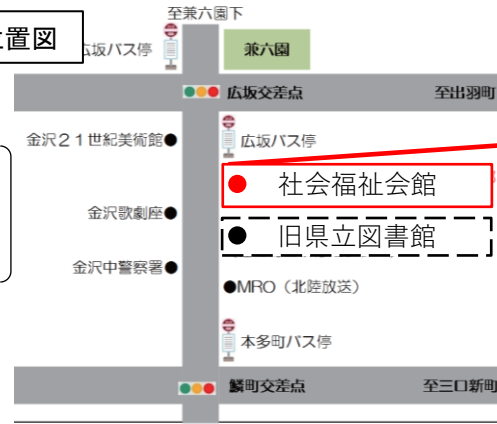 至兼六園下
置図
坂バス停
兼六園
広坂交差点
至出羽町
金沢21世紀美術館●
広坂バス停
● 社会福祉会館
金沢歌劇座●
● 旧県立図書館
金沢中警察署●
●MRO（北陸放送）
本多町バス停
鱗町交差点
至三口新町